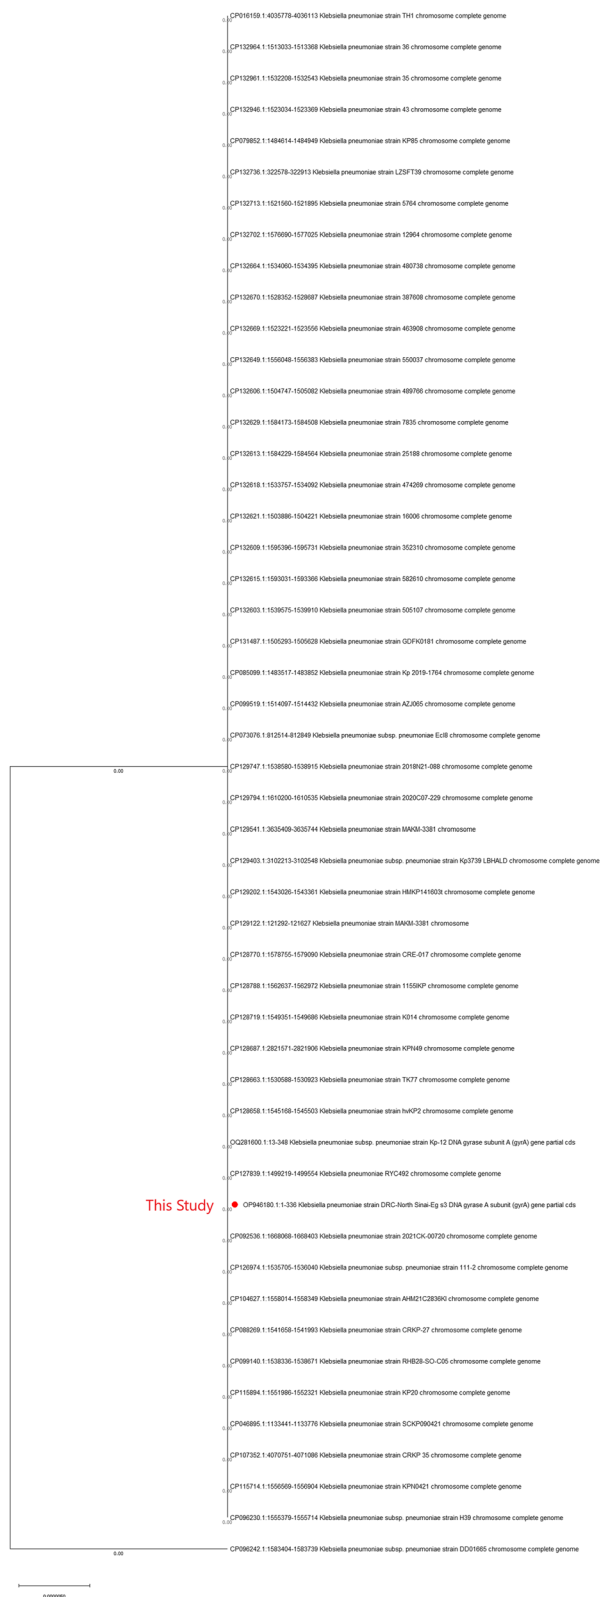 CP016159.1:4035778-4036113 Klebsiella pneumoniae strain TH1 chromosome complete genome
CP132964.1:1513033-1513368 Klebsiella pneumoniae strain 36 chromosome complete genome
CP132961.1:1532208-1532543 Klebsiella pneumoniae strain 35 chromosome complete genome
CP132946.1:1523034-1523369 Klebsiella pneumoniae strain 43 chromosome complete genome
CP079852.1:1484614-1484949 Klebsiella pneumoniae strain KP85 chromosome complete genome
CP132736.1:322578-322913 Klebsiella pneumoniae strain LZSFT39 chromosome complete genome
CP132713.1:1521560-1521895 Klebsiella pneumoniae strain 5764 chromosome complete genome
CP132702.1:1576690-1577025 Klebsiella pneumoniae strain 12964 chromosome complete genome
CP132664.1:1534060-1534395 Klebsiella pneumoniae strain 480738 chromosome complete genome
CP132670.1:1528352-1528687 Klebsiella pneumoniae strain 387608 chromosome complete genome
CP132669.1:1523221-1523556 Klebsiella pneumoniae strain 463908 chromosome complete genome
CP132649.1:1556048-1556383 Klebsiella pneumoniae strain 550037 chromosome complete genome
CP132606.1:1504747-1505082 Klebsiella pneumoniae strain 489766 chromosome complete genome
CP132629.1:1584173-1584508 Klebsiella pneumoniae strain 7835 chromosome complete genome
CP132613.1:1584229-1584564 Klebsiella pneumoniae strain 25188 chromosome complete genome
CP132618.1:1533757-1534092 Klebsiella pneumoniae strain 474269 chromosome complete genome
CP132621.1:1503886-1504221 Klebsiella pneumoniae strain 16006 chromosome complete genome
CP132609.1:1595396-1595731 Klebsiella pneumoniae strain 352310 chromosome complete genome
CP132615.1:1593031-1593366 Klebsiella pneumoniae strain 582610 chromosome complete genome
CP132603.1:1539575-1539910 Klebsiella pneumoniae strain 505107 chromosome complete genome
CP131487.1:1505293-1505628 Klebsiella pneumoniae strain GDFK0181 chromosome complete genome
CP085099.1:1483517-1483852 Klebsiella pneumoniae strain Kp 2019-1764 chromosome complete genome
CP099519.1:1514097-1514432 Klebsiella pneumoniae strain AZJ065 chromosome complete genome
CP073076.1:812514-812849 Klebsiella pneumoniae subsp. pneumoniae Ecl8 chromosome complete genome
CP129747.1:1538580-1538915 Klebsiella pneumoniae strain 2018N21-088 chromosome complete genome
0.00
CP129794.1:1610200-1610535 Klebsiella pneumoniae strain 2020C07-229 chromosome complete genome
CP129541.1:3635409-3635744 Klebsiella pneumoniae strain MAKM-3381 chromosome
CP129403.1:3102213-3102548 Klebsiella pneumoniae subsp. pneumoniae strain Kp3739 LBHALD chromosome complete genome
CP129202.1:1543026-1543361 Klebsiella pneumoniae strain HMKP141603t chromosome complete genome
CP129122.1:121292-121627 Klebsiella pneumoniae strain MAKM-3381 chromosome
CP128770.1:1578755-1579090 Klebsiella pneumoniae strain CRE-017 chromosome complete genome
CP128788.1:1562637-1562972 Klebsiella pneumoniae strain 1155IKP chromosome complete genome
CP128719.1:1549351-1549686 Klebsiella pneumoniae strain K014 chromosome complete genome
CP128687.1:2821571-2821906 Klebsiella pneumoniae strain KPN49 chromosome complete genome
CP128663.1:1530588-1530923 Klebsiella pneumoniae strain TK77 chromosome complete genome
CP128658.1:1545168-1545503 Klebsiella pneumoniae strain hvKP2 chromosome complete genome
OQ281600.1:13-348 Klebsiella pneumoniae subsp. pneumoniae strain Kp-12 DNA gyrase subunit A (gyrA) gene partial cds
CP127839.1:1499219-1499554 Klebsiella pneumoniae RYC492 chromosome complete genome
This Study
OP946180.1:1-336 Klebsiella pneumoniae strain DRC-North Sinai-Eg s3 DNA gyrase A subunit (gyrA) gene partial cds
CP092536.1:1668068-1668403 Klebsiella pneumoniae strain 2021CK-00720 chromosome complete genome
CP126974.1:1535705-1536040 Klebsiella pneumoniae subsp. pneumoniae strain 111-2 chromosome complete genome
CP104627.1:1558014-1558349 Klebsiella pneumoniae strain AHM21C2836KI chromosome complete genome
CP088269.1:1541658-1541993 Klebsiella pneumoniae strain CRKP-27 chromosome complete genome
CP099140.1:1538336-1538671 Klebsiella pneumoniae strain RHB28-SO-C05 chromosome complete genome
CP115894.1:1551986-1552321 Klebsiella pneumoniae strain KP20 chromosome complete genome
CP046895.1:1133441-1133776 Klebsiella pneumoniae strain SCKP090421 chromosome complete genome
CP107352.1:4070751-4071086 Klebsiella pneumoniae strain CRKP 35 chromosome complete genome
CP115714.1:1556569-1556904 Klebsiella pneumoniae strain KPN0421 chromosome complete genome
CP096230.1:1555379-1555714 Klebsiella pneumoniae subsp. pneumoniae strain H39 chromosome complete genome
CP096242.1:1583404-1583739 Klebsiella pneumoniae subsp. pneumoniae strain DD01665 chromosome complete genome
0.00